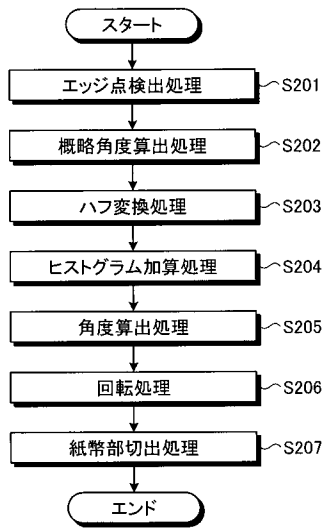 スタート
エッジ点検出処理 S201
概略角度算出処理 S202
ハフ変換処理 S203
ヒストグラム加算処理 S204
角度算出処理 S205
回転処理 S206
紙幣部切出処理 S207
エンド